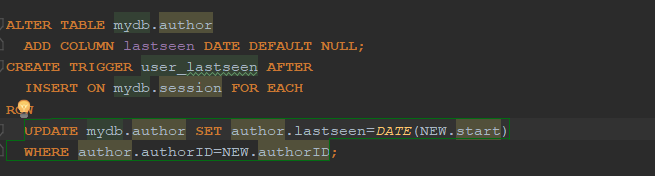 ALTER TABLE mydb.author
ADD COLUMN lastseen DATE DEFAULT NULL;
CREATE TRIGGER user_lastseen AFTER
INSERT ON mydb.session FOR EACH
ROW
UPDATE mydb.author SET author.lastseen=DATE(NEW.start)
WHERE author.authorID=NEW.authorID;